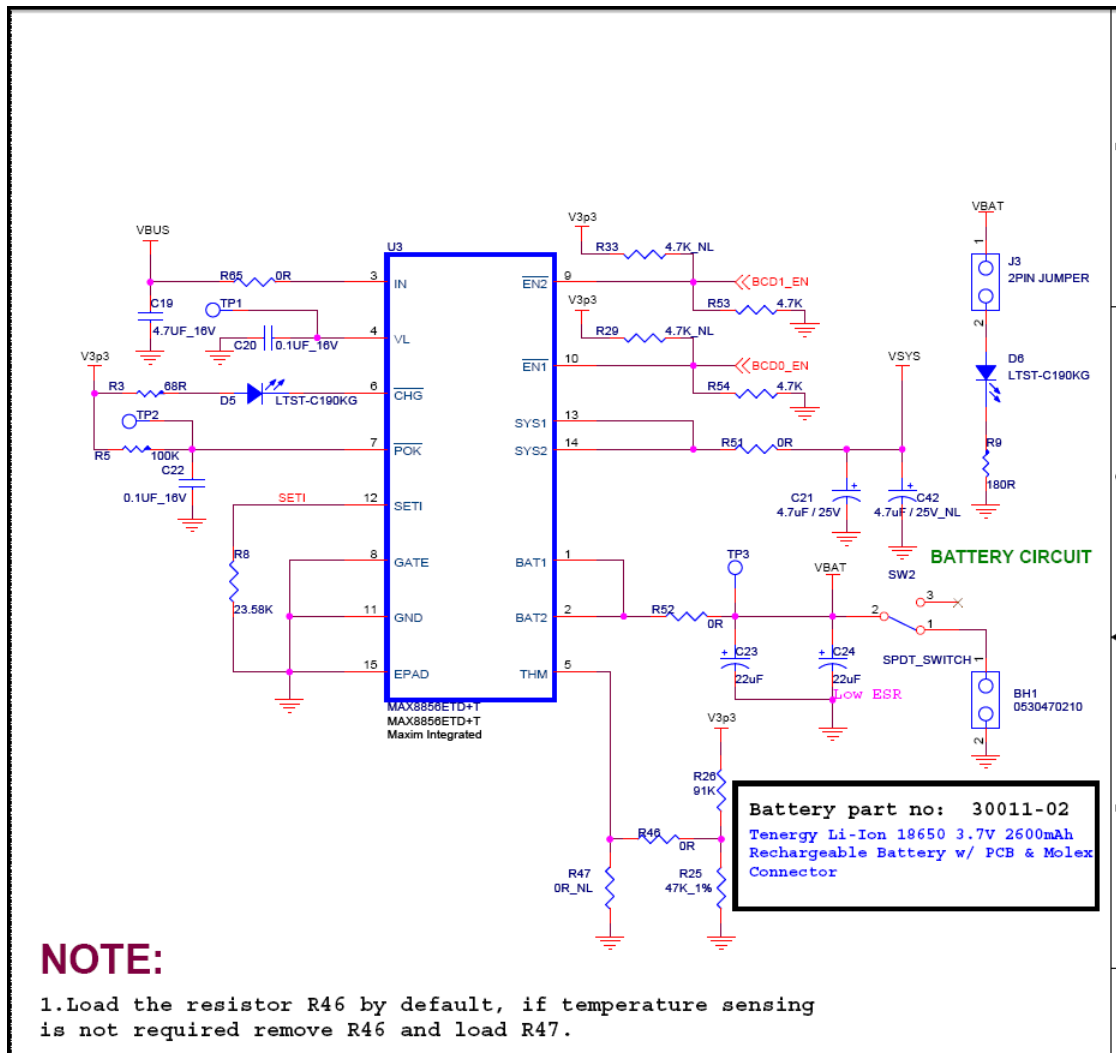 VBUS
R65
0R
C19
4.7UF_16V
TP1
C20
0.1UF_16V
V3p3
R3
68R
D5
LTST-C190KG
TP2
R5
100K
C22
0.1UF_16V
SETI
R8
23.58K
U3
3
IN
4
VL
6
CHG
7
POK
12
SETI
8
GATE
11
GND
15
EPAD
EN2
9
EN1
10
SYS1
13
SYS2
14
BAT1
1
BAT2
2
THM
5
MAX8856ETD+T
MAX8856ETD+T
Maxim Integrated
V3p3
R33
4.7K_NL
BCD1_EN
R53
4.7K
V3p3
R29
4.7K_NL
BCD0_EN
R54
4.7K
R51
0R
VSYS
C21
4.7uF / 25V
C42
4.7uF / 25V_NL
VBAT
1
J3
2PIN JUMPER
2
D6
LTST-C190KG
R9
180R
BATTERY CIRCUIT
TP3
VBAT
R52
0R
C23
22uF
C24
22uF
Low ESR
SW2
3
2
1
SPDT_SWITCH
1
BH1
0530470210
2
V3p3
R26
91K
R46
0R
R47
0R_NL
R25
47K_1%
Battery part no: 30011-02
Tenergy Li-Ion 18650 3.7V 2600mAh
Rechargeable Battery w/ PCB & Molex
Connector
NOTE:
1.Load the resistor R46 by default, if temperature sensing
is not required remove R46 and load R47.